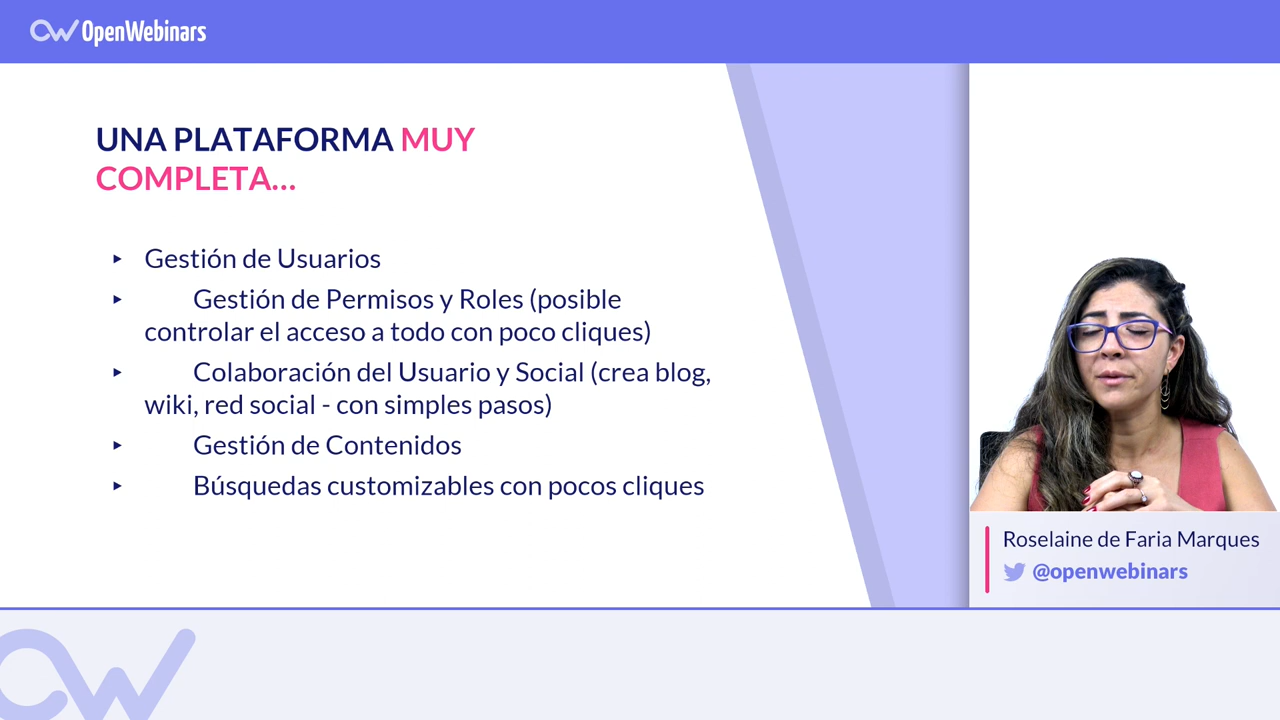 OpenWebinars
UNA PLATAFORMA MUY
COMPLETA...
▸ Gestión de Usuarios
▸ Gestión de Permisos y Roles (posible
controlar el acceso a todo con poco cliques)
▸ Colaboración del Usuario y Social (crea blog,
wiki, red social - con simples pasos)
▸ Gestión de Contenidos
▸ Búsquedas customizables con pocos cliques
Roselaine de Faria Marques
@openwebinars